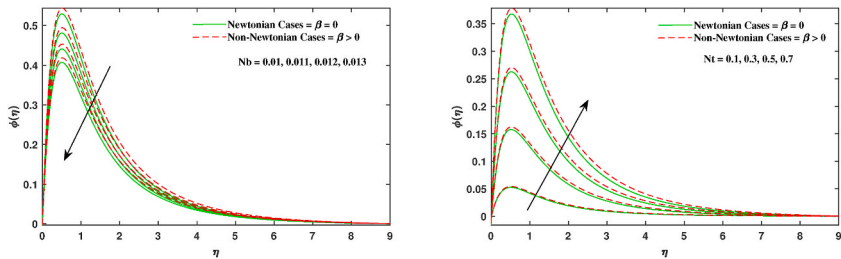 Newtonian Cases = β = 0
Non-Newtonian Cases = β > 0
Nb = 0.01, 0.011, 0.012, 0.013
ϕ(η)
0.5
0.4
0.3
0.2
0.1
0
0 1 2 3 4 5 6 7 8 9
η
Newtonian Cases = β = 0
Non-Newtonian Cases = β > 0
Nt = 0.1, 0.3, 0.5, 0.7
ϕ(η)
0.35
0.3
0.25
0.2
0.15
0.1
0.05
0
0 1 2 3 4 5 6 7 8 9
η